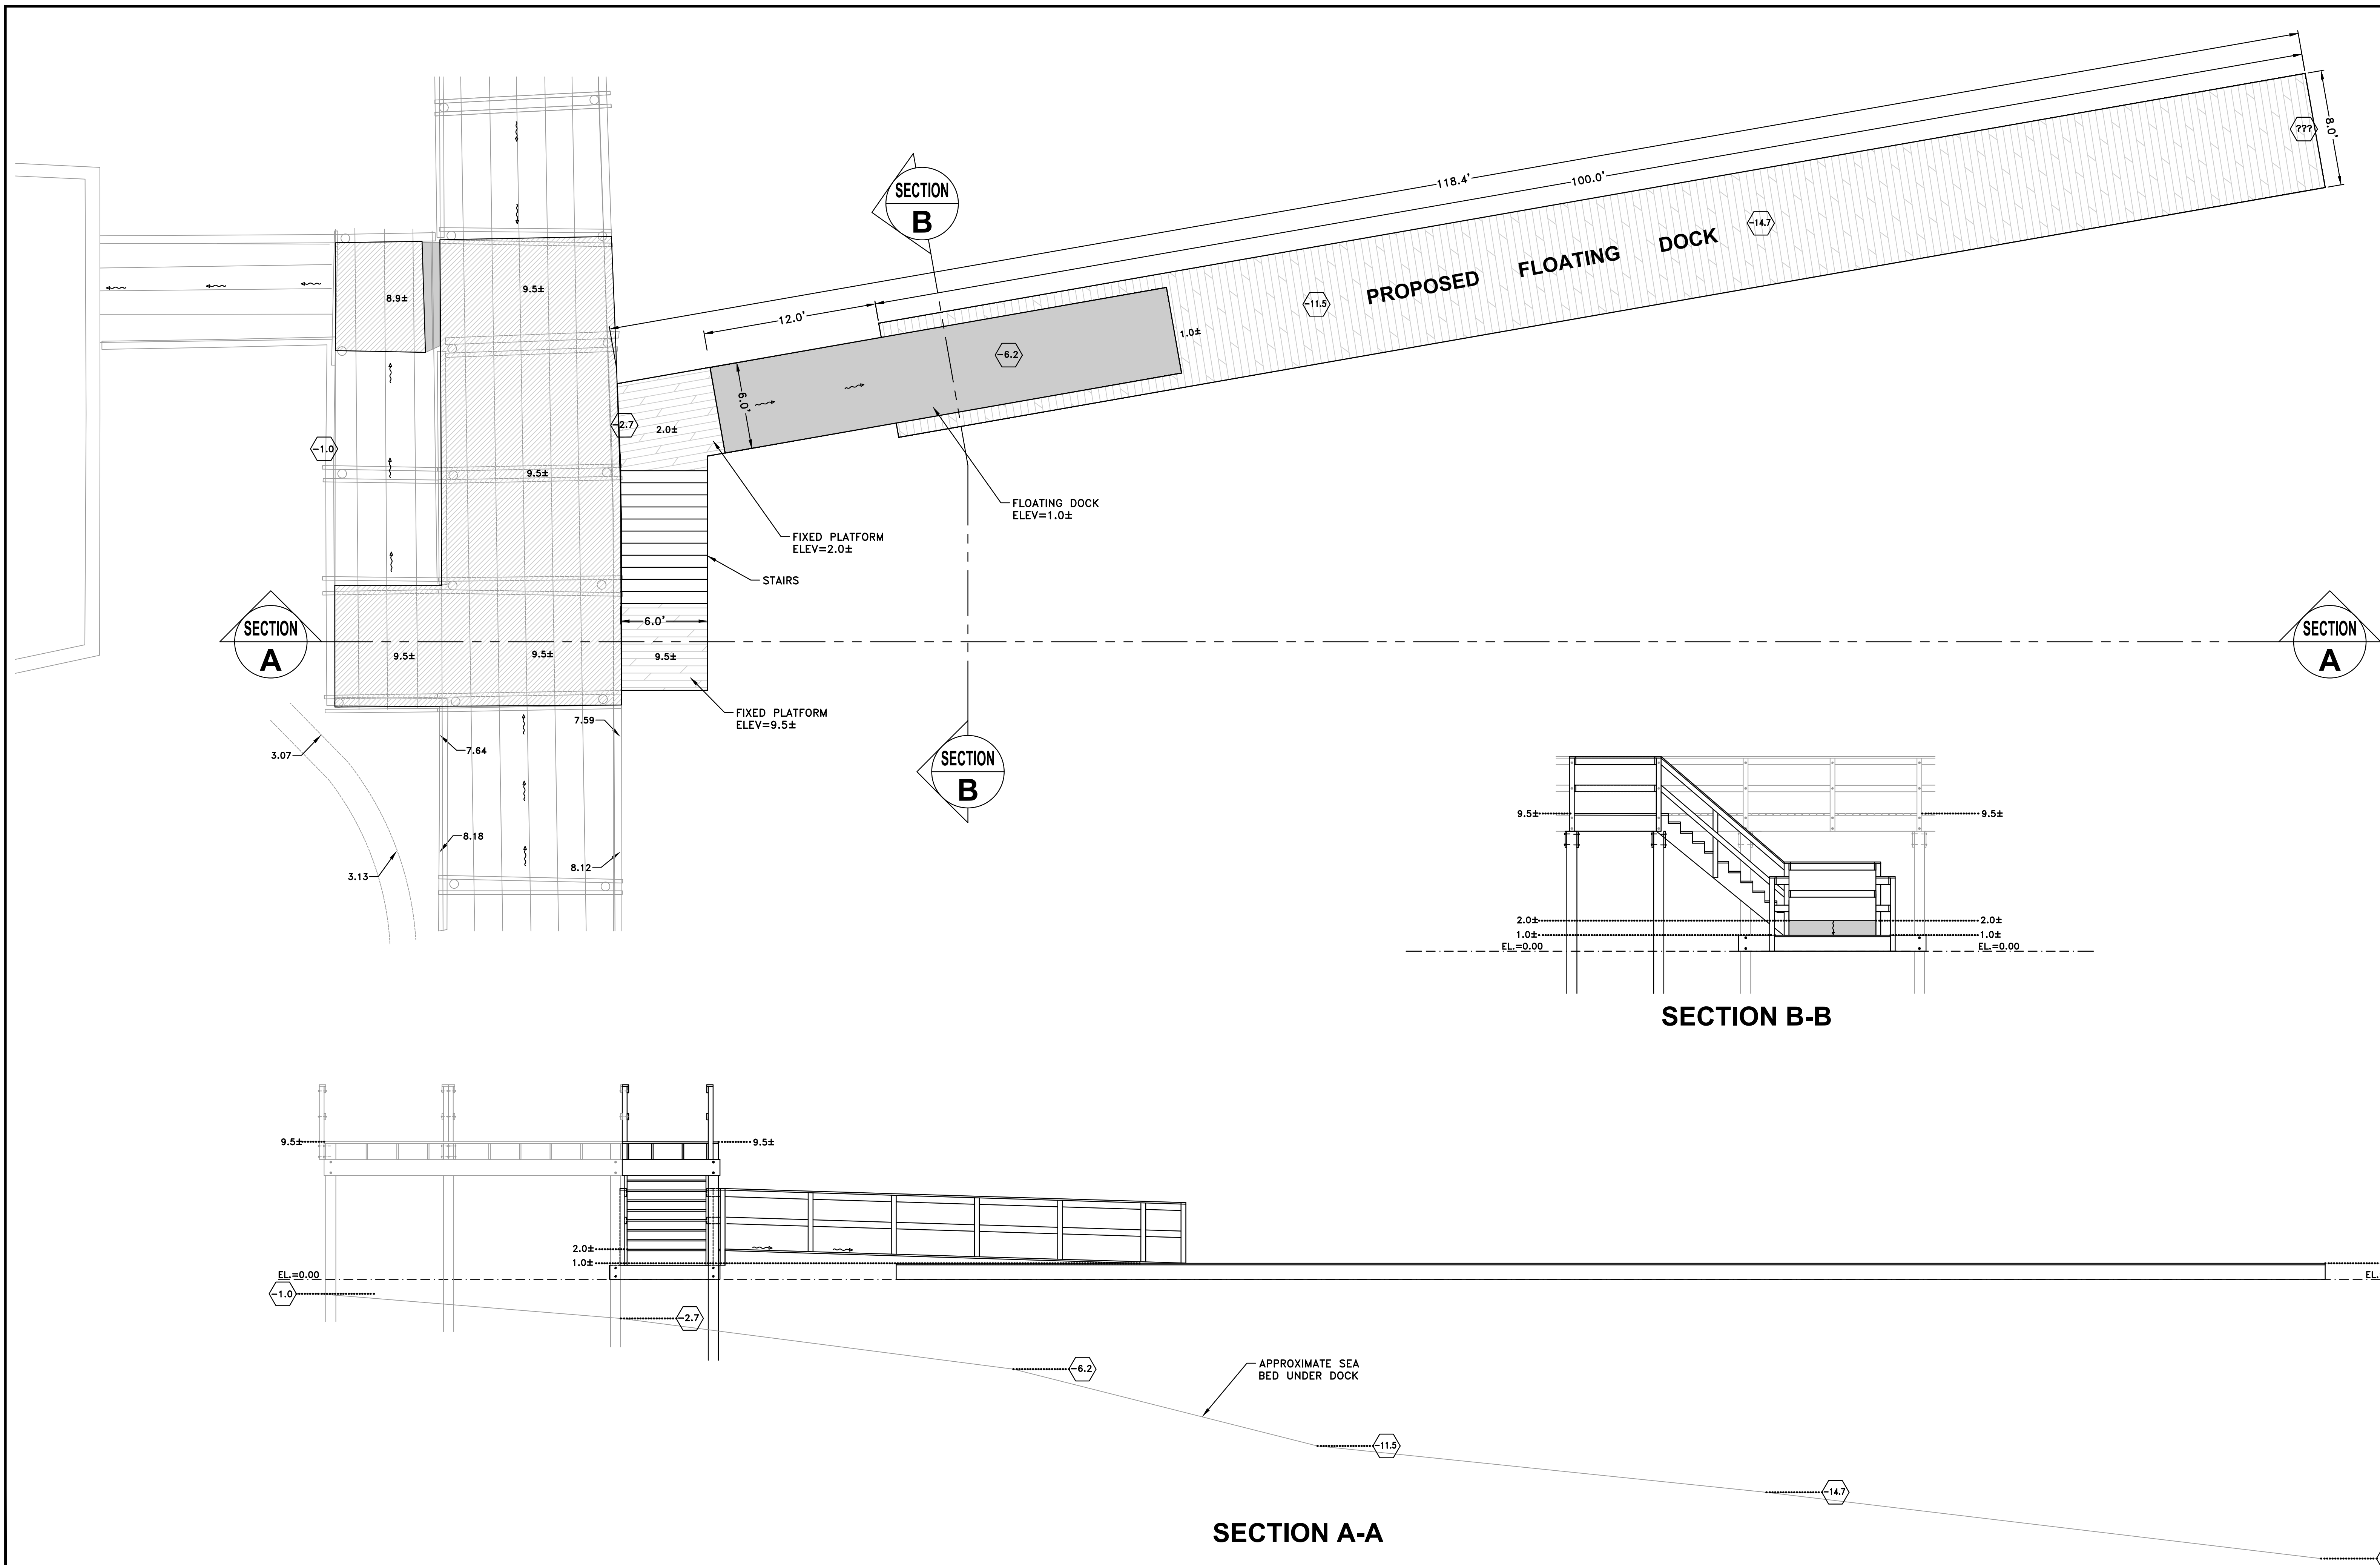 118.4'
100.0'
8.0'
???
SECTION
B
-14.7
PROPOSED FLOATING DOCK
-11.5
12.0'
1.0±
-6.2
6.0'
8.9±
9.5±
-2.7
2.0±
-1.0
9.5±
FLOATING DOCK
ELEV=1.0±
FIXED PLATFORM
ELEV=2.0±
STAIRS
SECTION
A
6.0'
9.5±
9.5±
9.5±
SECTION
A
FIXED PLATFORM
ELEV=9.5±
7.59
7.64
3.07
SECTION
B
8.18
8.12
3.13
9.5±
9.5±
2.0±
2.0±
1.0±
1.0±
EL.=0.00
EL.=0.00
SECTION B-B
9.5±
9.5±
2.0±
1.0±
EL.=0.00
EL.
-1.0
-2.7
-6.2
APPROXIMATE SEA
BED UNDER DOCK
-11.5
-14.7
SECTION A-A